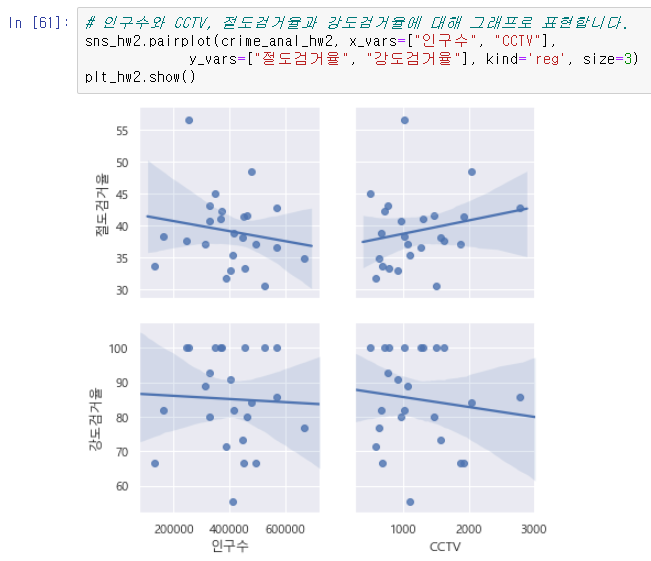 In [61]: # 인구수와 CCTV, 절도검거율과 강도검거율에 대해 그래프로 표현합니다.
sns_hw2.pairplot(crime_anal_hw2, x_vars=["인구수", "CCTV"],
y_vars=["절도검거율", "강도검거율"], kind='reg', size=3)
plt_hw2.show()
55
50
45
40
35
30
절도검거율
100
90
80
70
60
강도검거율
200000 400000 600000
인구수
1000 2000 3000
CCTV